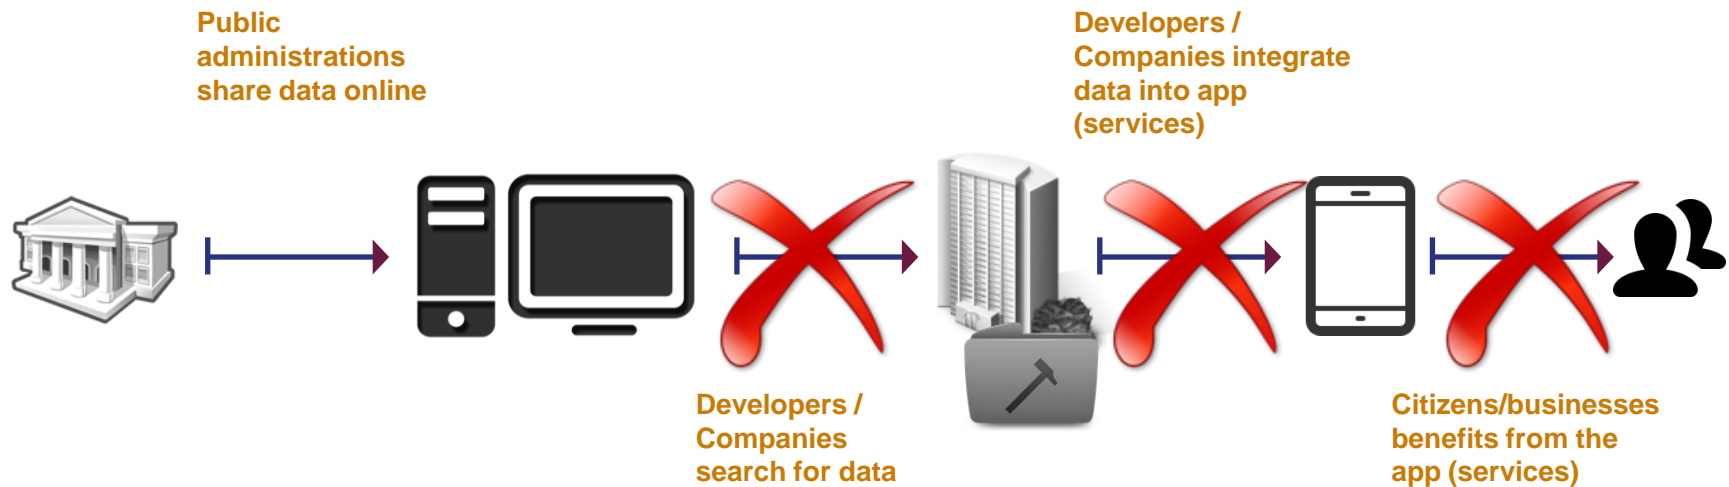 Public
administrations
share data online
Developers /
Companies integrate
data into app
(services)
Developers /
Companies
search for data
Citizens/businesses
benefits from the
app (services)